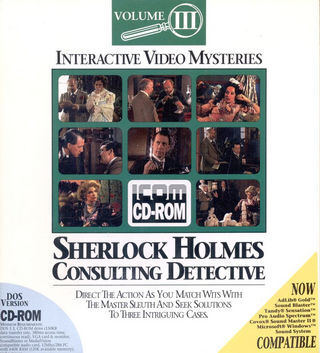 VOLUME
III
INTERACTIVE VIDEO MYSTERIES
ICOM
CD-ROM
SHERLOCK HOLMES
CONSULTING DETECTIVE
DIRECT THE ACTION AS YOU MATCH WITS WITH
THE MASTER SLEUTH AND SEEK SOLUTIONS
TO THREE INTRIGUING CASES.
DOS
VERSION
CD-ROM
MINIMUM REQUIREMENTS
NOW
AdLib® Gold™
Sound Blaster™
Tandy® Sensation™
Pro Audio Spectrum™
Covox® Sound Master II®
Microsoft® Windows™
Sound System
COMPATIBLE